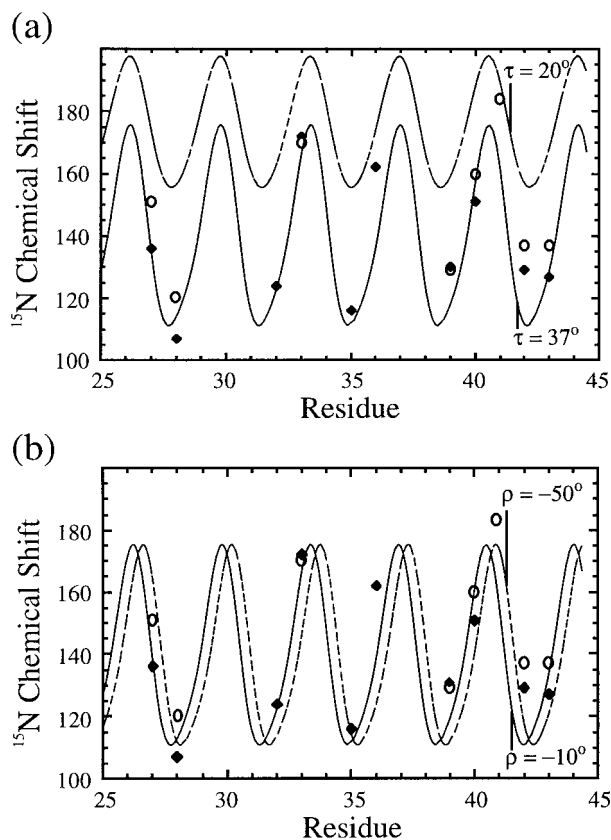 (a)
180
160
140
120
100
25 30 35 40 45
¹⁵N Chemical Shift
Residue
τ = 20°
τ = 37°
(b)
180
160
140
120
100
25 30 35 40 45
¹⁵N Chemical Shift
Residue
ρ = −50°
ρ = −10°